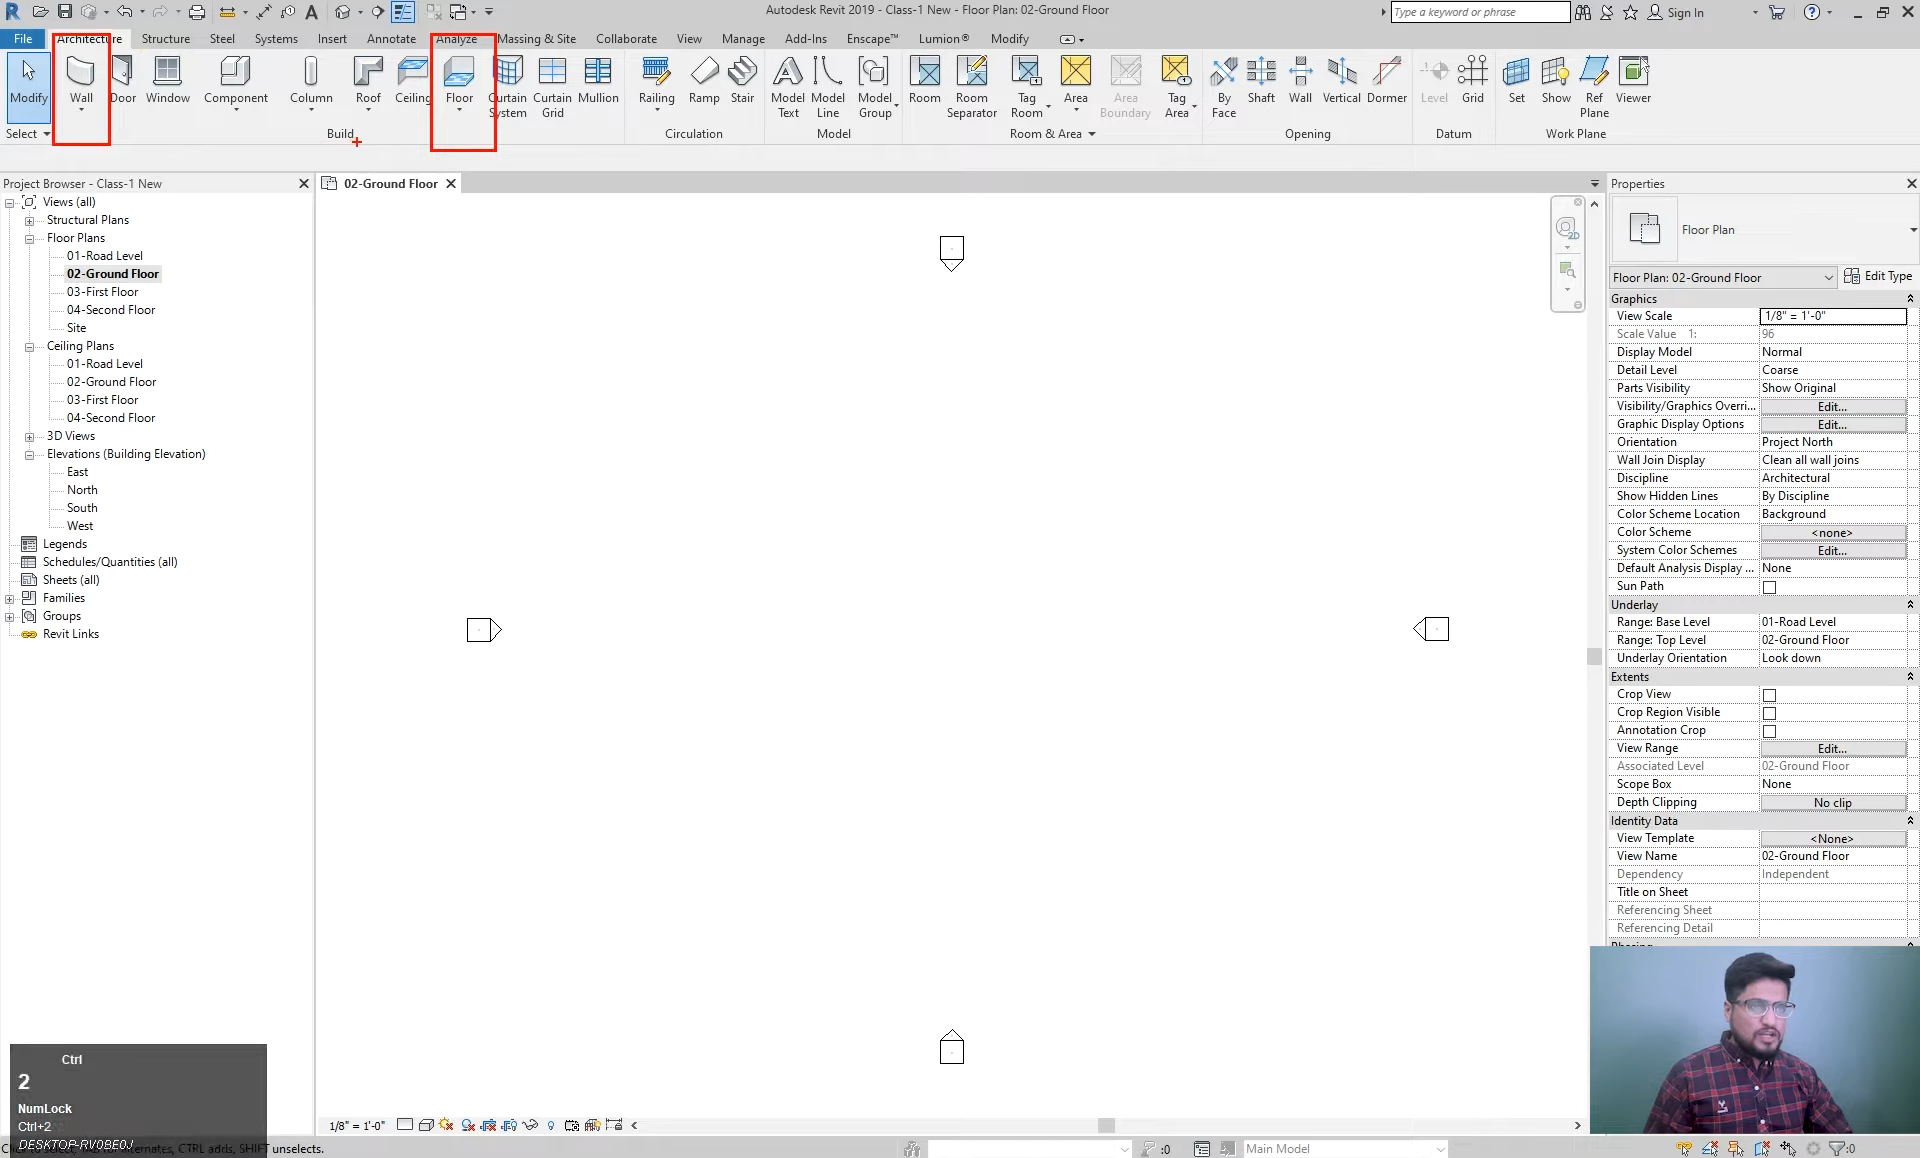 Autodesk Revit 2019 - Class-1 New - Floor Plan: 02-Ground Floor
Type a keyword or phrase
Sign In
File
Architecture
Structure
Steel
Systems
Insert
Annotate
Analyze
Massing & Site
Collaborate
View
Manage
Add-Ins
Enscape™
Lumion®
Modify
Modify
Wall
Door
Window
Component
Column
Roof
Ceiling
Floor
Curtain System
Curtain Grid
Mullion
Railing
Ramp
Stair
Model Text
Model Line
Model Group
Room
Room Separator
Tag Room
Area
Area Boundary
Tag Area
By Face
Shaft
Wall
Vertical
Dormer
Level
Grid
Set
Show
Ref Plane
Viewer
Select
Build
Circulation
Model
Room & Area
Opening
Datum
Work Plane
Project Browser - Class-1 New
Views (all)
Structural Plans
Floor Plans
01-Road Level
02-Ground Floor
03-First Floor
04-Second Floor
Site
Ceiling Plans
01-Road Level
02-Ground Floor
03-First Floor
04-Second Floor
3D Views
Elevations (Building Elevation)
East
North
South
West
Legends
Schedules/Quantities (all)
Sheets (all)
Families
Groups
Revit Links
02-Ground Floor
2D
Properties
Floor Plan
Floor Plan: 02-Ground Floor
Edit Type
Graphics
View Scale 1/8" = 1'-0"
Scale Value 1: 96
Display Model Normal
Detail Level Coarse
Parts Visibility Show Original
Visibility/Graphics Overri... Edit...
Graphic Display Options Edit...
Orientation Project North
Wall Join Display Clean all wall joins
Discipline Architectural
Show Hidden Lines By Discipline
Color Scheme Location Background
Color Scheme <none>
System Color Schemes Edit...
Default Analysis Display ... None
Sun Path
Underlay
Range: Base Level 01-Road Level
Range: Top Level 02-Ground Floor
Underlay Orientation Look down
Extents
Crop View
Crop Region Visible
Annotation Crop
View Range Edit...
Associated Level 02-Ground Floor
Scope Box None
Depth Clipping No clip
Identity Data
View Template <None>
View Name 02-Ground Floor
Dependency Independent
Title on Sheet
Referencing Sheet
Referencing Detail
Phasing
Ctrl
2
NumLock
Ctrl+2
DESKTOP-RV0BE0J
1/8" = 1'-0"
Click to select, TAB for alternates, CTRL adds, SHIFT unselects.
:0
Main Model
:0